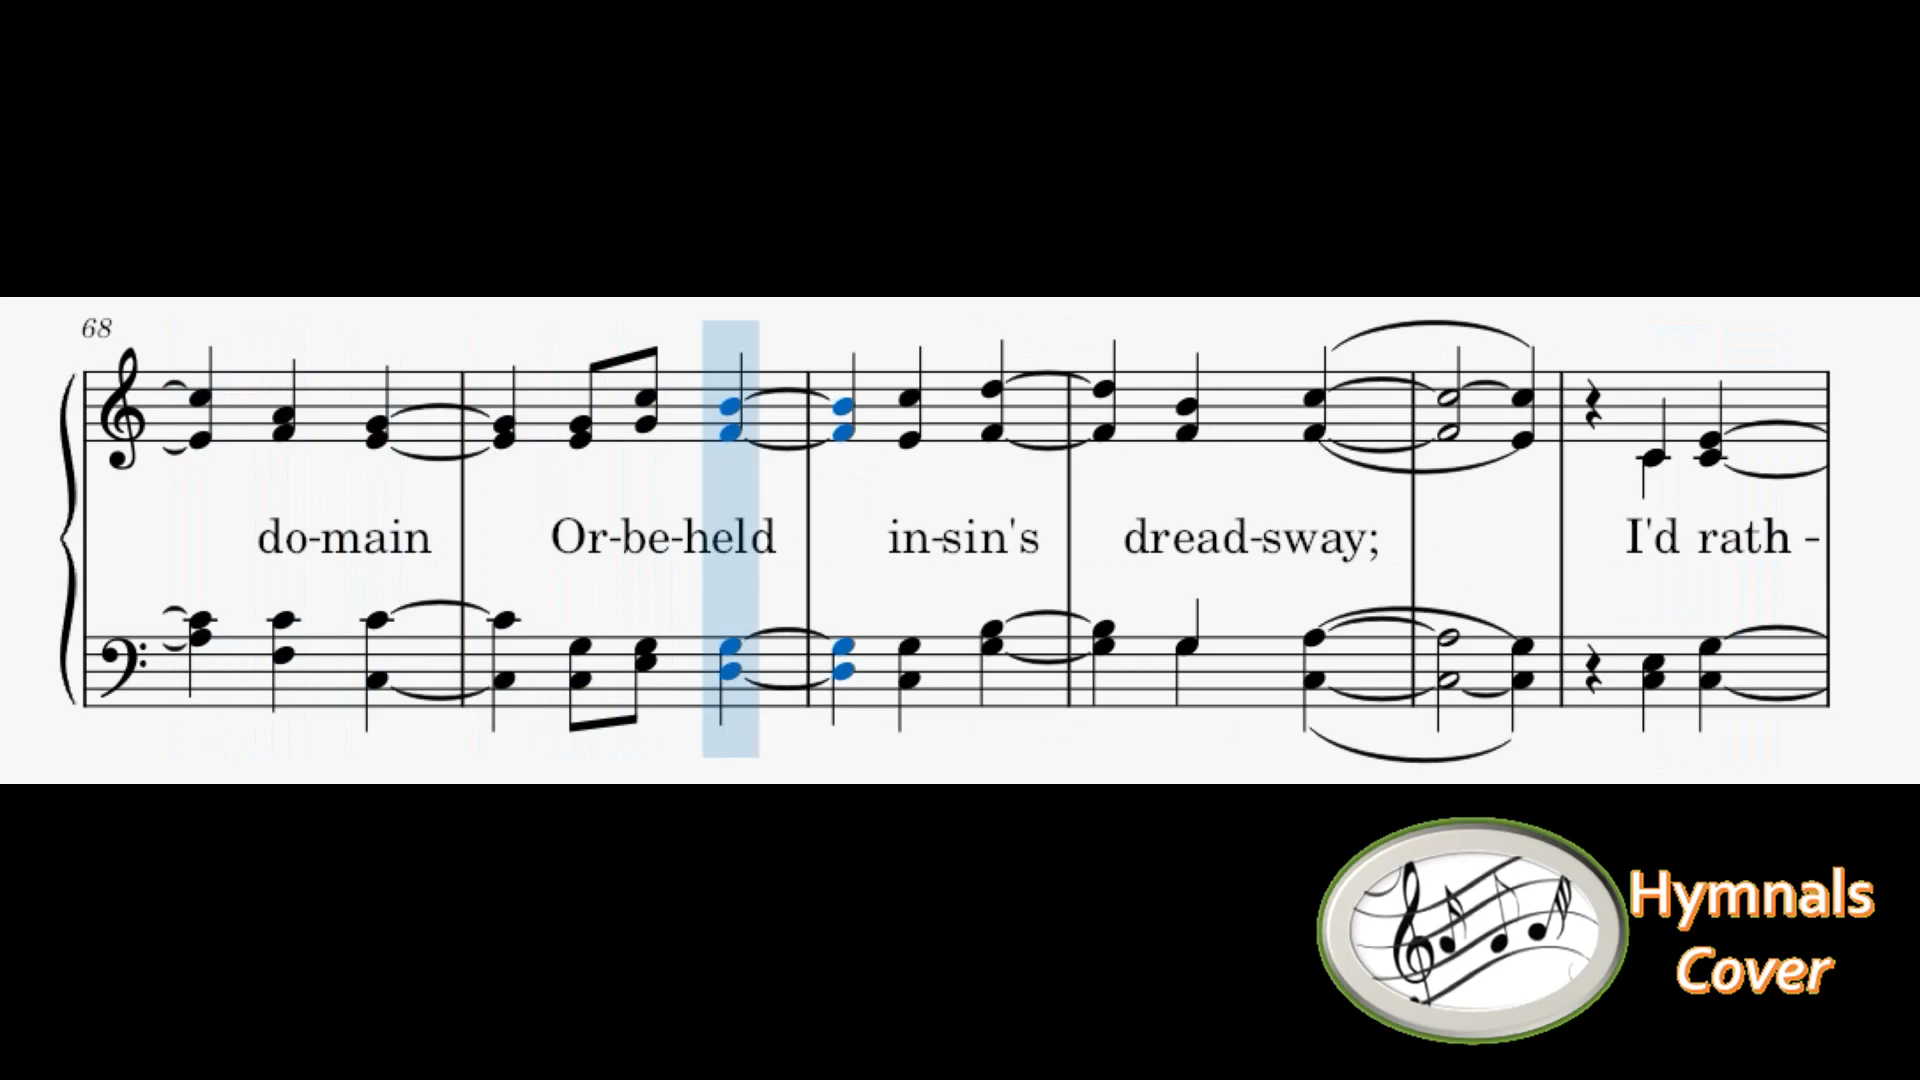 68
do-main Or-be-held in-sin's dread-sway; I'd rath -
Hymnals
Cover